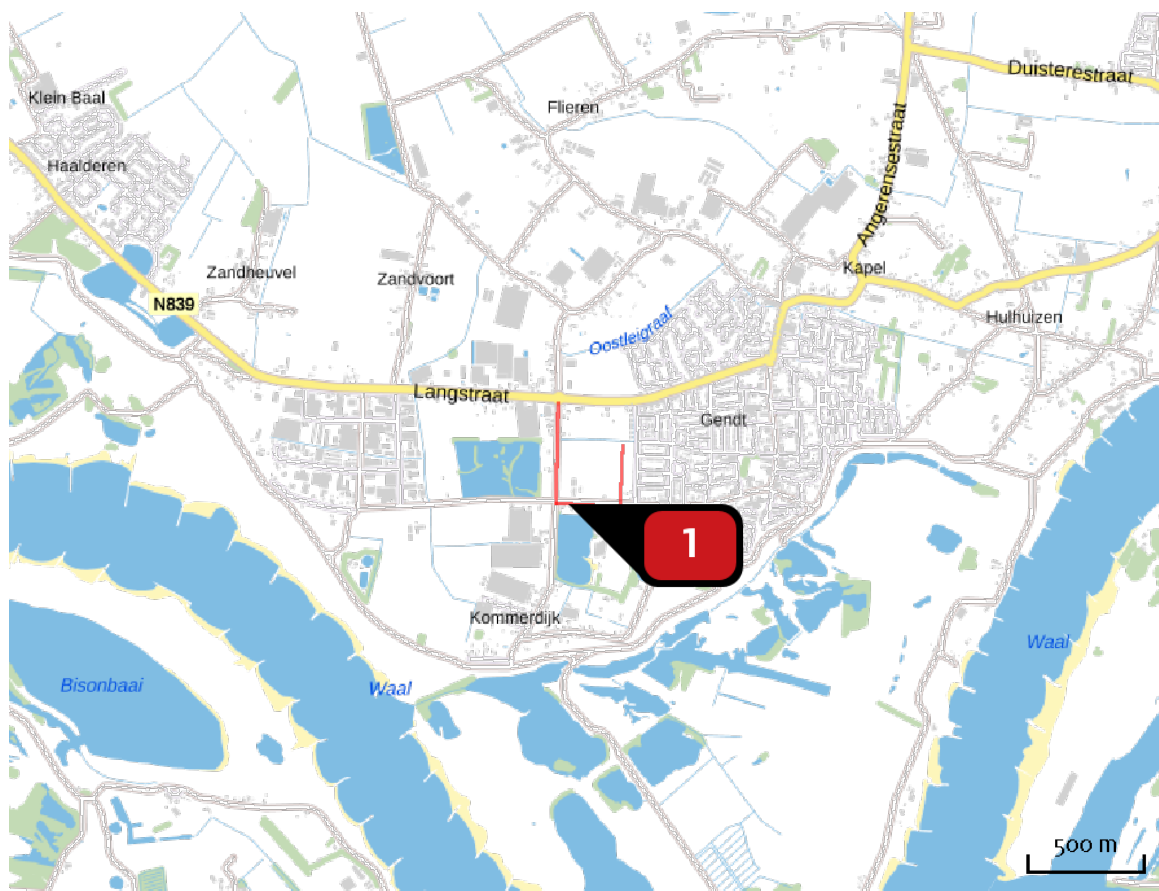 Duisterestraat
Klein Baal
Flieren
Angerensestraat
Haalderen
Kapel
Zandheuvel
Zandvoort
N839
Hulhuizen
Oostleigraaf
Langstraat
Gendt
1
Kommerdijk
Waal
Bisonbaai
Waal
500 m